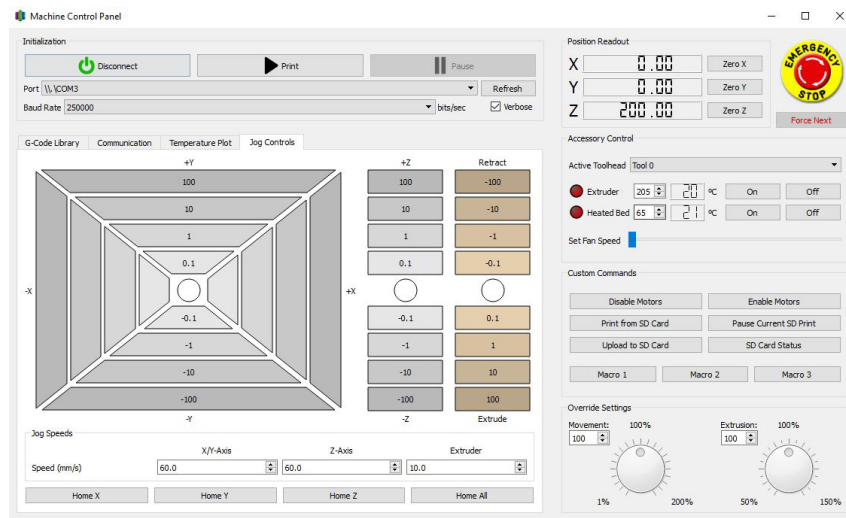 Machine Control Panel
Initialization
Disconnect
Print
Pause
Port \\.\COM3
Refresh
Baud Rate 250000
bits/sec
Verbose
G-Code Library Communication Temperature Plot Jog Controls
+Y
100
10
1
0.1
-X
+X
-0.1
-1
-10
-100
-Y
+Z
100
10
1
0.1
-0.1
-1
-10
-100
-Z
Retract
-100
-10
-1
-0.1
0.1
1
10
100
Extrude
Jog Speeds
X/Y-Axis Z-Axis Extruder
Speed (mm/s) 60.0 60.0 10.0
Home X Home Y Home Z Home All
Position Readout
X 0.00 Zero X
Y 0.00 Zero Y
Z 200.00 Zero Z
EMERGENCY
STOP
Force Next
Accessory Control
Active Toolhead Tool 0
Extruder 205 20 ºC On Off
Heated Bed 65 21 ºC On Off
Set Fan Speed
Custom Commands
Disable Motors Enable Motors
Print from SD Card Pause Current SD Print
Upload to SD Card SD Card Status
Macro 1 Macro 2 Macro 3
Override Settings
Movement: 100%
100
1% 200%
Extrusion: 100%
100
50% 150%